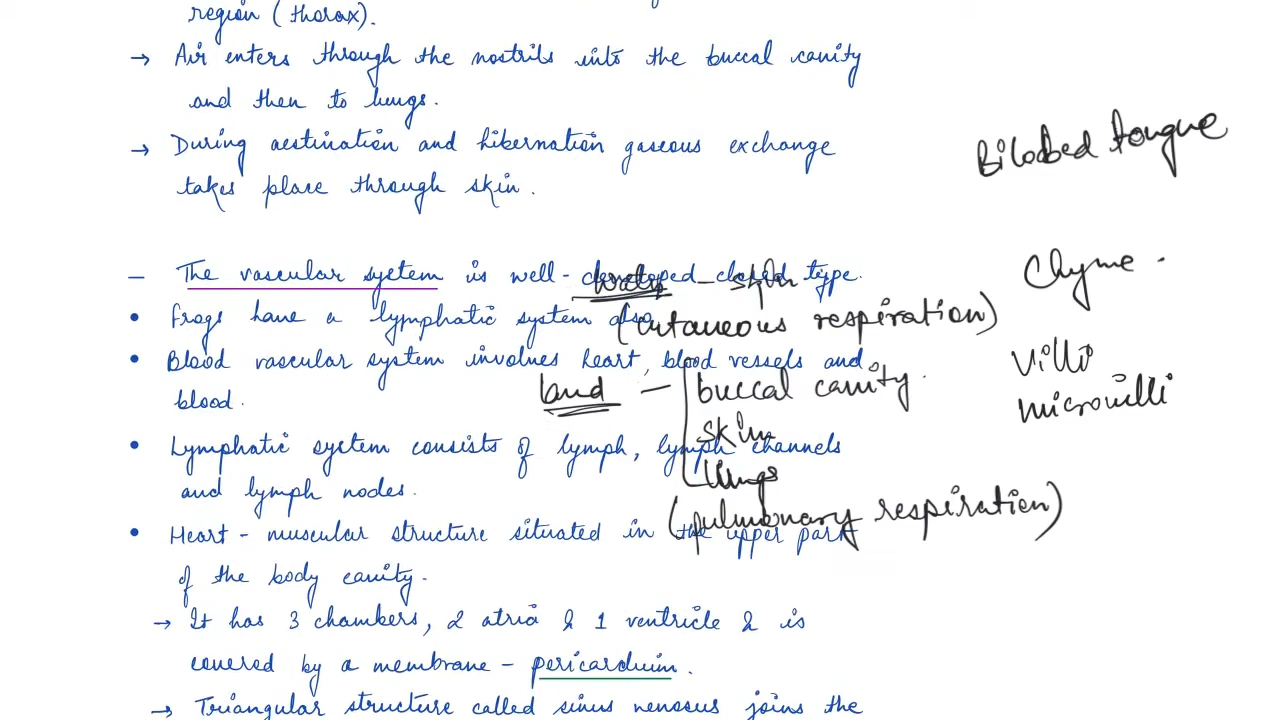 region (thorax).
→ Air enters through the nostrils into the buccal cavity
and then to lungs.
→ During aestivation and hibernation gaseous exchange
takes place through skin.
Bilobed tongue
– The vascular system is well-developed closed type.
– skin
Chyme.
• Frogs have a lymphatic system also
(cutaneous respiration)
• Blood vascular system involves heart, blood vessels and
blood.
land – buccal cavity.
skin
lungs
(pulmonary respiration)
villi
microvilli
• Lymphatic system consists of lymph, lymph channels
and lymph nodes.
• Heart - muscular structure situated in the upper part
of the body cavity.
→ It has 3 chambers, 2 atria & 1 ventricle & is
covered by a membrane - pericarduim.
→ Triangular structure called sinus venosus joins the